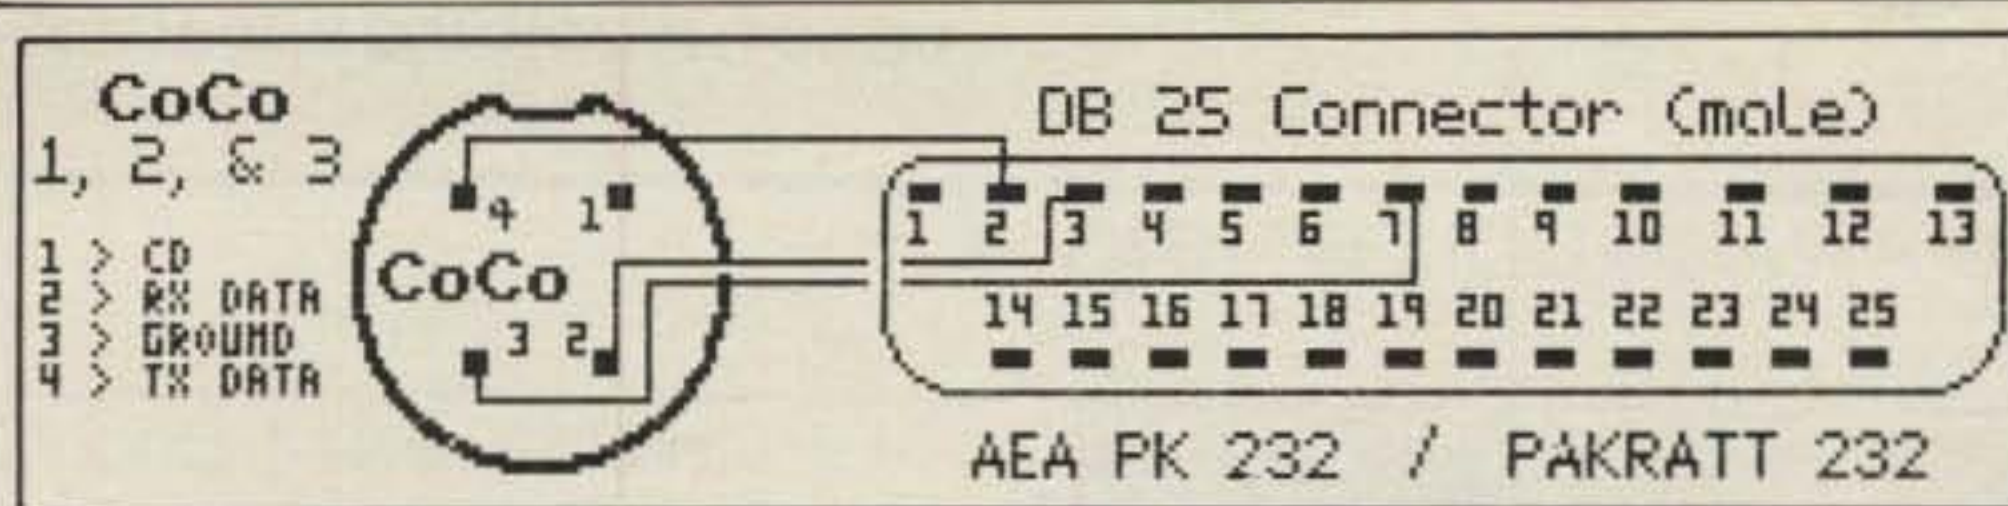 CoCo
1, 2, & 3
1 > CD
2 > RX DATA
3 > GROUND
4 > TX DATA
4 1
CoCo
3 2
DB 25 Connector (male)
1 2 3 4 5 6 7 8 9 10 11 12 13
14 15 16 17 18 19 20 21 22 23 24 25
AEA PK 232 / PAKRATT 232